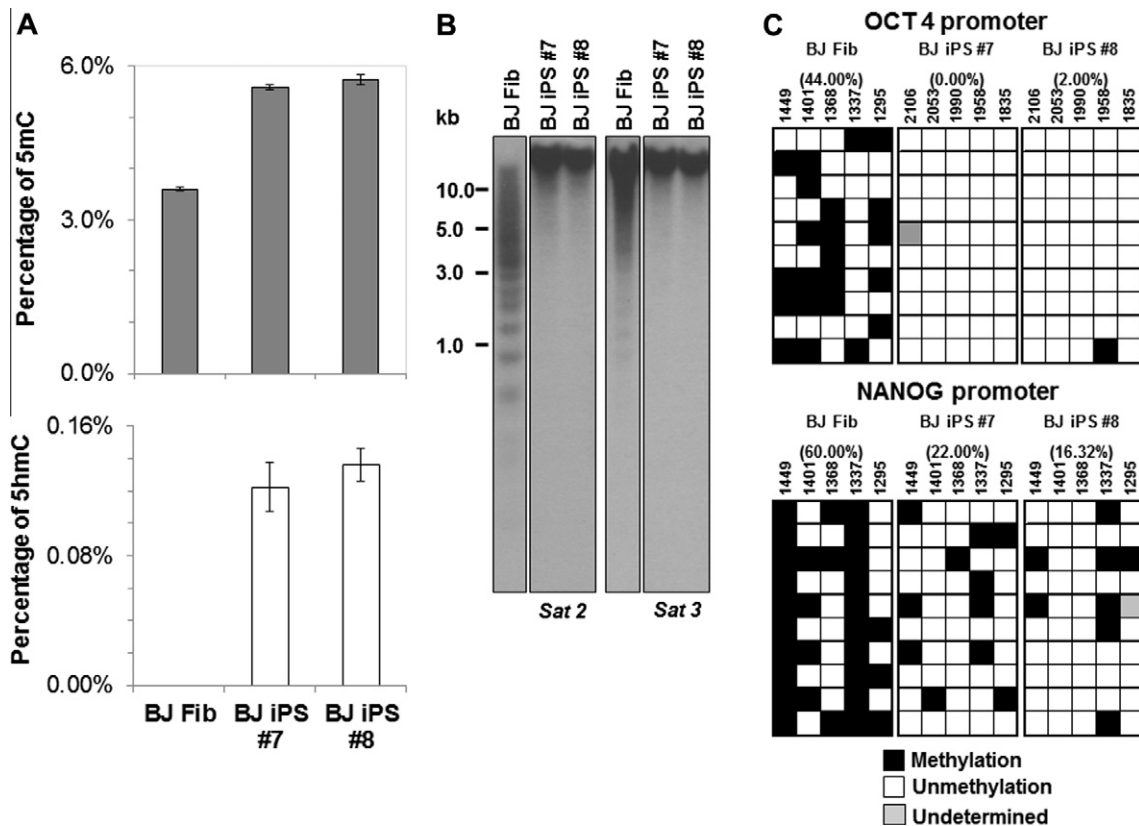 A
Percentage of 5mC
6.0%
3.0%
0.0%
Percentage of 5hmC
0.16%
0.08%
0.00%
BJ Fib
BJ iPS #7
BJ iPS #8
B
kb
BJ Fib
BJ iPS #7
BJ iPS #8
BJ Fib
BJ iPS #7
BJ iPS #8
10.0
5.0
3.0
1.0
Sat 2
Sat 3
C
OCT 4 promoter
BJ Fib
BJ iPS #7
BJ iPS #8
(44.00%)
(0.00%)
(2.00%)
1449 1401 1368 1337 1295
2106 2053 1990 1958 1835
2106 2053 1990 1958 1835
NANOG promoter
BJ Fib
BJ iPS #7
BJ iPS #8
(60.00%)
(22.00%)
(16.32%)
1449 1401 1368 1337 1295
1449 1401 1368 1337 1295
1449 1401 1368 1337 1295
Methylation
Unmethylation
Undetermined